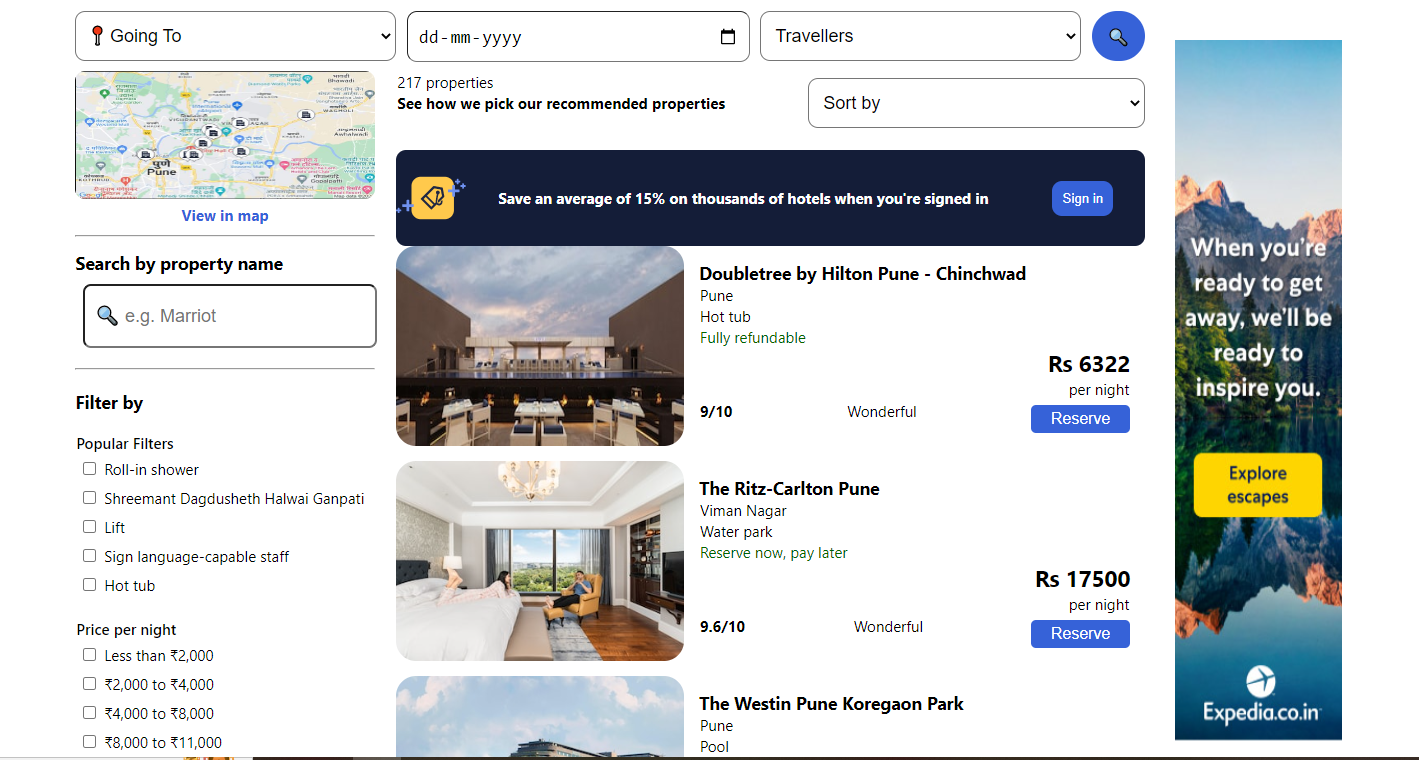 Going To
dd-mm-yyyy
Travellers
217 properties
See how we pick our recommended properties
Sort by
पुणे
Pune
View in map
Save an average of 15% on thousands of hotels when you're signed in
Sign in
Search by property name
e.g. Marriot
Filter by
Popular Filters
Roll-in shower
Shreemant Dagdusheth Halwai Ganpati
Lift
Sign language-capable staff
Hot tub
Price per night
Less than ₹2,000
₹2,000 to ₹4,000
₹4,000 to ₹8,000
₹8,000 to ₹11,000
Doubletree by Hilton Pune - Chinchwad
Pune
Hot tub
Fully refundable
Rs 6322
per night
9/10
Wonderful
Reserve
The Ritz-Carlton Pune
Viman Nagar
Water park
Reserve now, pay later
Rs 17500
per night
9.6/10
Wonderful
Reserve
The Westin Pune Koregaon Park
Pune
Pool
When you're
ready to get
away, we'll be
ready to
inspire you.
Explore
escapes
Expedia.co.in